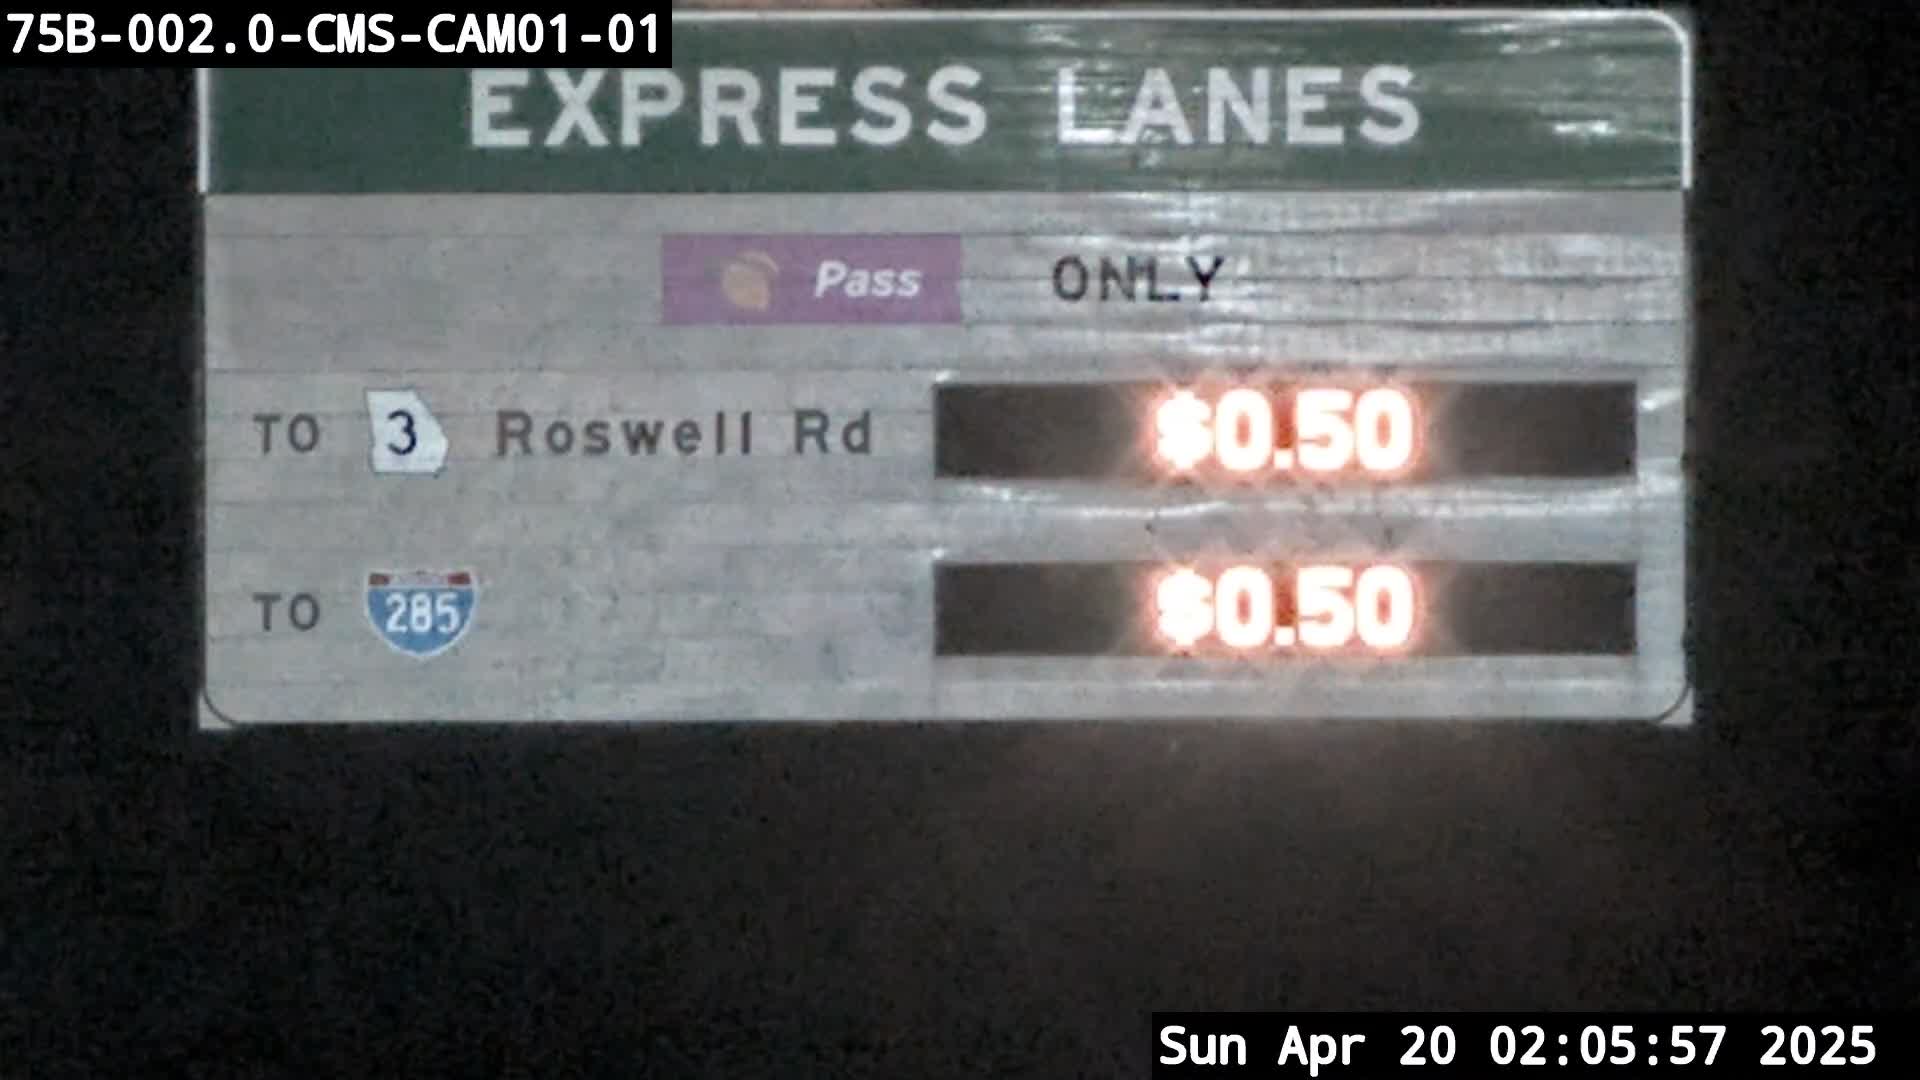 75B-002.0-CMS-CAM01-01
EXPRESS LANES
Pass ONLY
TO 3 Roswell Rd $0.50
TO 285 $0.50
Sun Apr 20 02:05:57 2025